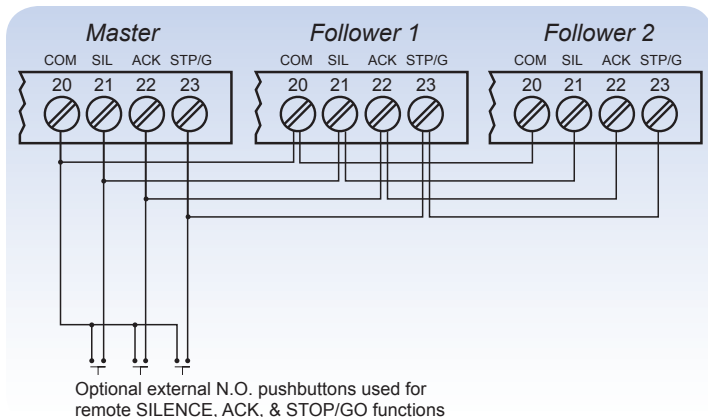 Master Follower 1 Follower 2
COM SIL ACK STP/G COM SIL ACK STP/G COM SIL ACK STP/G
20 21 22 23 20 21 22 23 20 21 22 23
Optional external N.O. pushbuttons used for
remote SILENCE, ACK, & STOP/GO functions